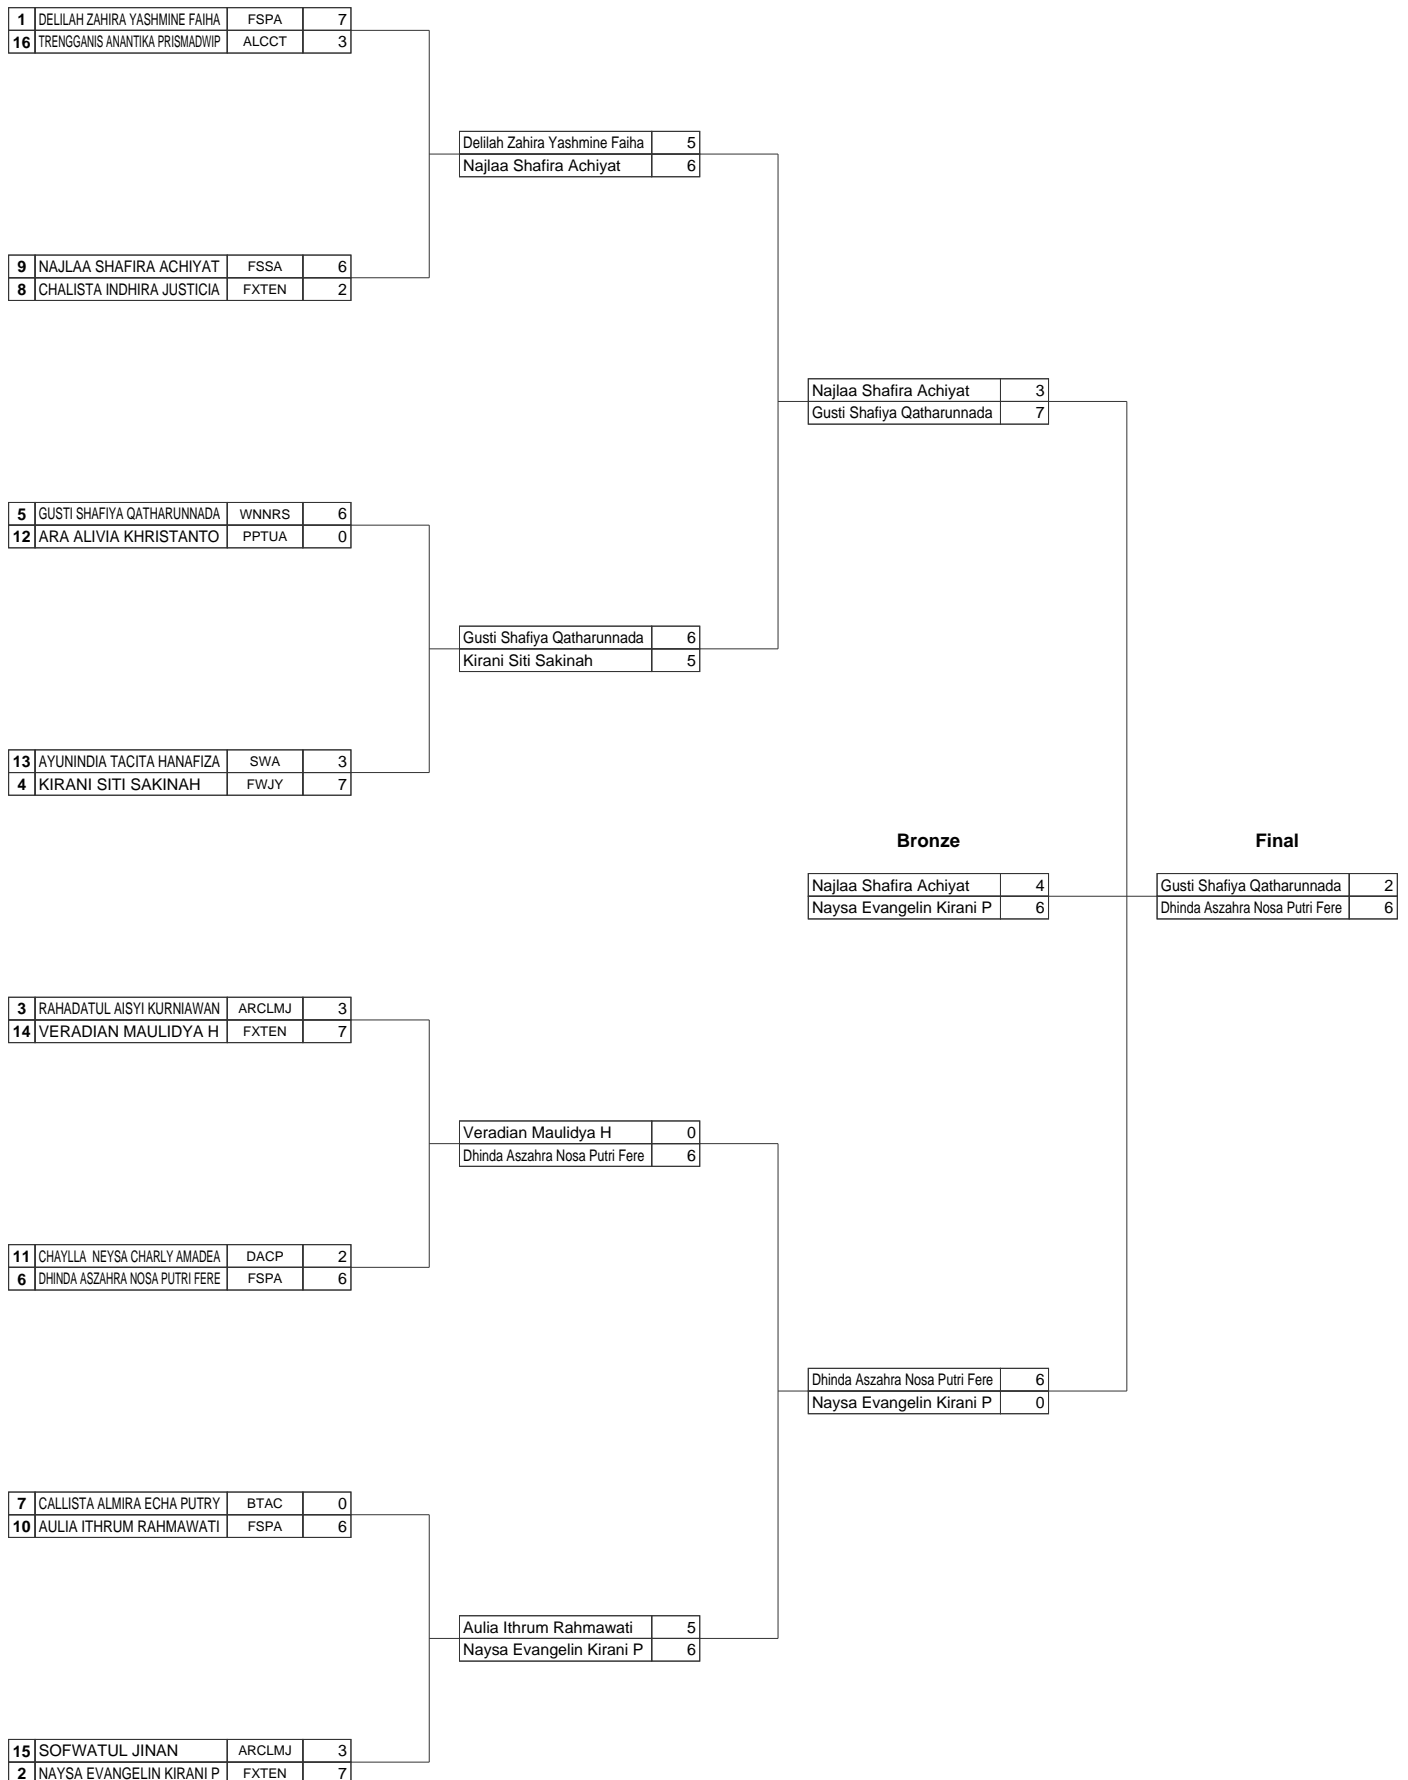 1 DELILAH ZAHIRA YASHMINE FAIHA FSPA 7
16 TRENGGANIS ANANTIKA PRISMADWIP ALCCT 3
Delilah Zahira Yashmine Faiha 5
Najlaa Shafira Achiyat 6
9 NAJLAA SHAFIRA ACHIYAT FSSA 6
8 CHALISTA INDHIRA JUSTICIA FXTEN 2
Najlaa Shafira Achiyat 3
Gusti Shafiya Qatharunnada 7
5 GUSTI SHAFIYA QATHARUNNADA WNNRS 6
12 ARA ALIVIA KHRISTANTO PPTUA 0
Gusti Shafiya Qatharunnada 6
Kirani Siti Sakinah 5
13 AYUNINDIA TACITA HANAFIZA SWA 3
4 KIRANI SITI SAKINAH FWJY 7
Bronze Final
Najlaa Shafira Achiyat 4 Gusti Shafiya Qatharunnada 2
Naysa Evangelin Kirani P 6 Dhinda Aszahra Nosa Putri Fere 6
3 RAHADATUL AISYI KURNIAWAN ARCLMJ 3
14 VERADIAN MAULIDYA H FXTEN 7
Veradian Maulidya H 0
Dhinda Aszahra Nosa Putri Fere 6
11 CHAYLLA NEYSA CHARLY AMADEA DACP 2
6 DHINDA ASZAHRA NOSA PUTRI FERE FSPA 6
Dhinda Aszahra Nosa Putri Fere 6
Naysa Evangelin Kirani P 0
7 CALLISTA ALMIRA ECHA PUTRY BTAC 0
10 AULIA ITHRUM RAHMAWATI FSPA 6
Aulia Ithrum Rahmawati 5
Naysa Evangelin Kirani P 6
15 SOFWATUL JINAN ARCLMJ 3
2 NAYSA EVANGELIN KIRANI P FXTEN 7